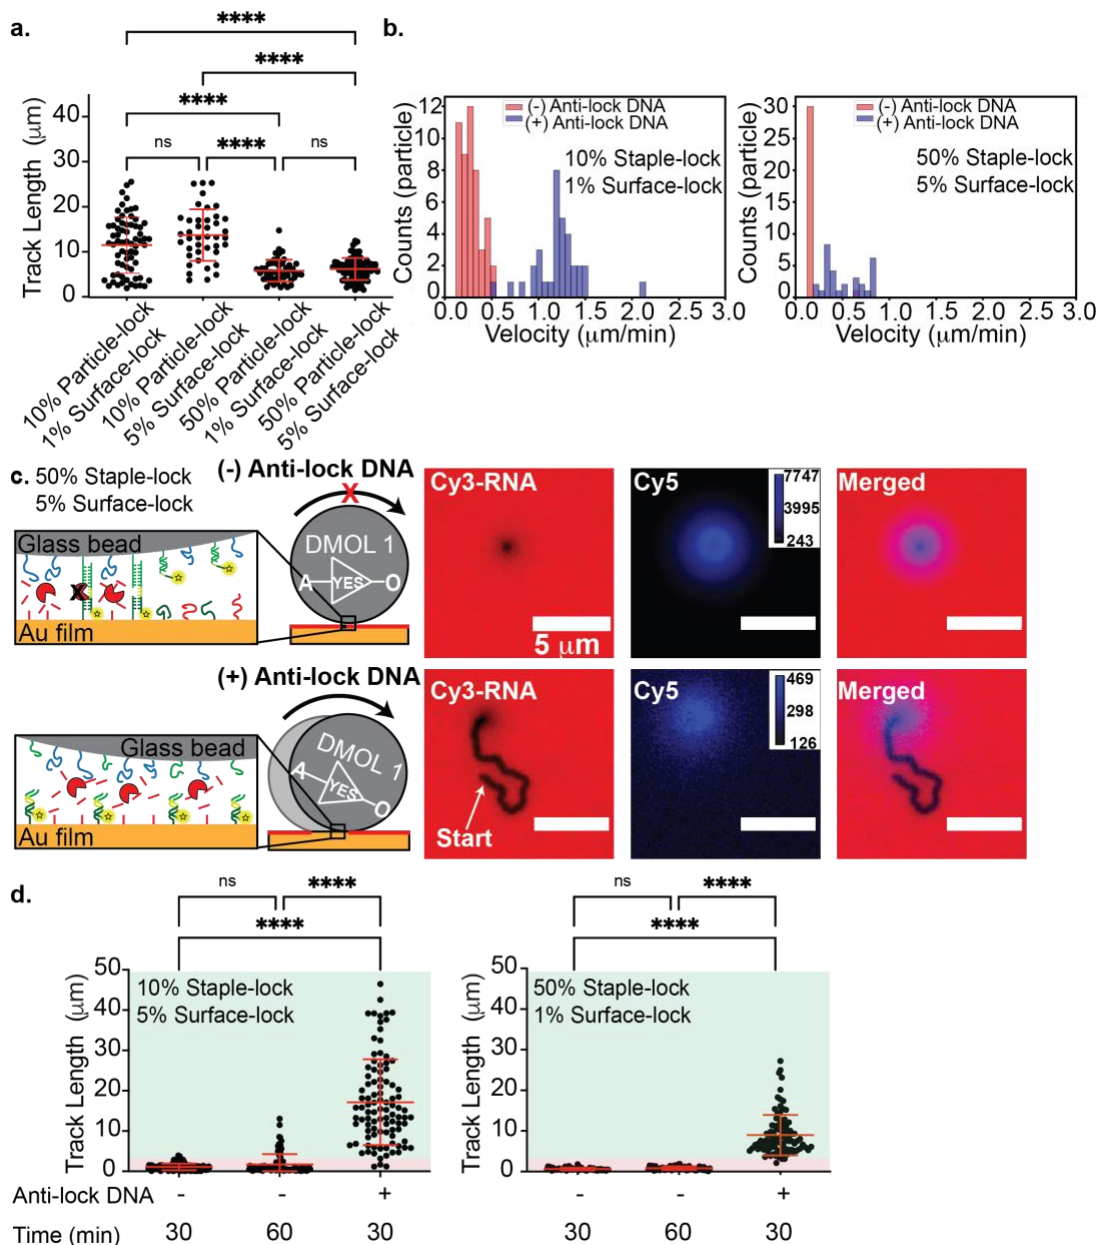 a.
****
****
****
ns
****
ns
Track Length (μm)
40
30
20
10
0
10% Particle-lock
1% Surface-lock
10% Particle-lock
5% Surface-lock
50% Particle-lock
1% Surface-lock
50% Particle-lock
5% Surface-lock
b.
Counts (particle)
12
10
8
6
4
2
0
(-) Anti-lock DNA
(+) Anti-lock DNA
10% Staple-lock
1% Surface-lock
0.0 0.5 1.5 2.0 2.5 3.0
Velocity (μm/min)
Counts (particle)
30
25
20
15
10
5
0
(-) Anti-lock DNA
(+) Anti-lock DNA
50% Staple-lock
5% Surface-lock
0.0 0.5 1.5 2.0 2.5 3.0
Velocity (μm/min)
c. 50% Staple-lock
5% Surface-lock
(-) Anti-lock DNA
X
Glass bead
X
Au film
DMOL 1
A YES O
Cy3-RNA
5 μm
Cy5
7747
3995
243
Merged
(+) Anti-lock DNA
Glass bead
Au film
DMOL 1
A YES O
Cy3-RNA
Start
Cy5
469
298
126
Merged
d.
ns
****
****
Track Length (μm)
50
40
30
20
10
0
10% Staple-lock
5% Surface-lock
ns
****
****
Track Length (μm)
50
40
30
20
10
0
50% Staple-lock
1% Surface-lock
Anti-lock DNA - - + - - +
Time (min) 30 60 30 30 60 30